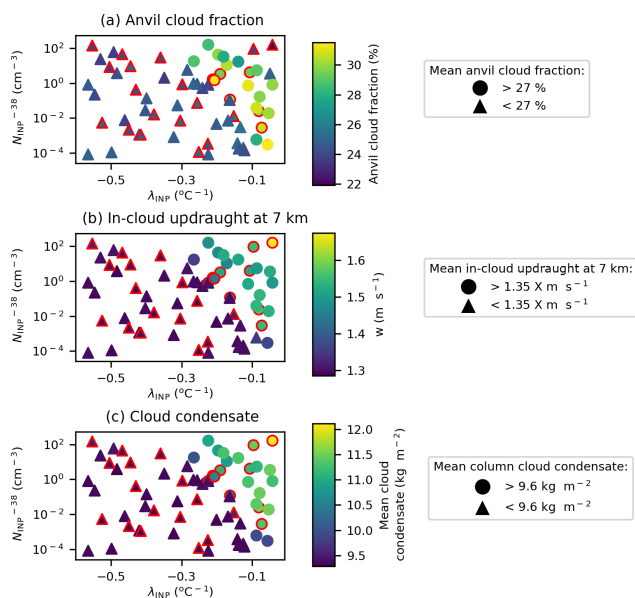 (a) Anvil cloud fraction
N_INP^−38 (cm^−3)
10^2
10^0
10^−2
10^−4
−0.5
−0.3
−0.1
λ_INP (°C^−1)
30
28
26
24
22
Anvil cloud fraction (%)
Mean anvil cloud fraction:
> 27 %
< 27 %
(b) In-cloud updraught at 7 km
N_INP^−38 (cm^−3)
10^2
10^0
10^−2
10^−4
−0.5
−0.3
−0.1
λ_INP (°C^−1)
1.6
1.5
1.4
1.3
w (m s^−1)
Mean in-cloud updraught at 7 km:
> 1.35 X m s^−1
< 1.35 X m s^−1
(c) Cloud condensate
N_INP^−38 (cm^−3)
10^2
10^0
10^−2
10^−4
−0.5
−0.3
−0.1
λ_INP (°C^−1)
12.0
11.5
11.0
10.5
10.0
9.5
Mean cloud
condensate (kg m^−2)
Mean column cloud condensate:
> 9.6 kg m^−2
< 9.6 kg m^−2